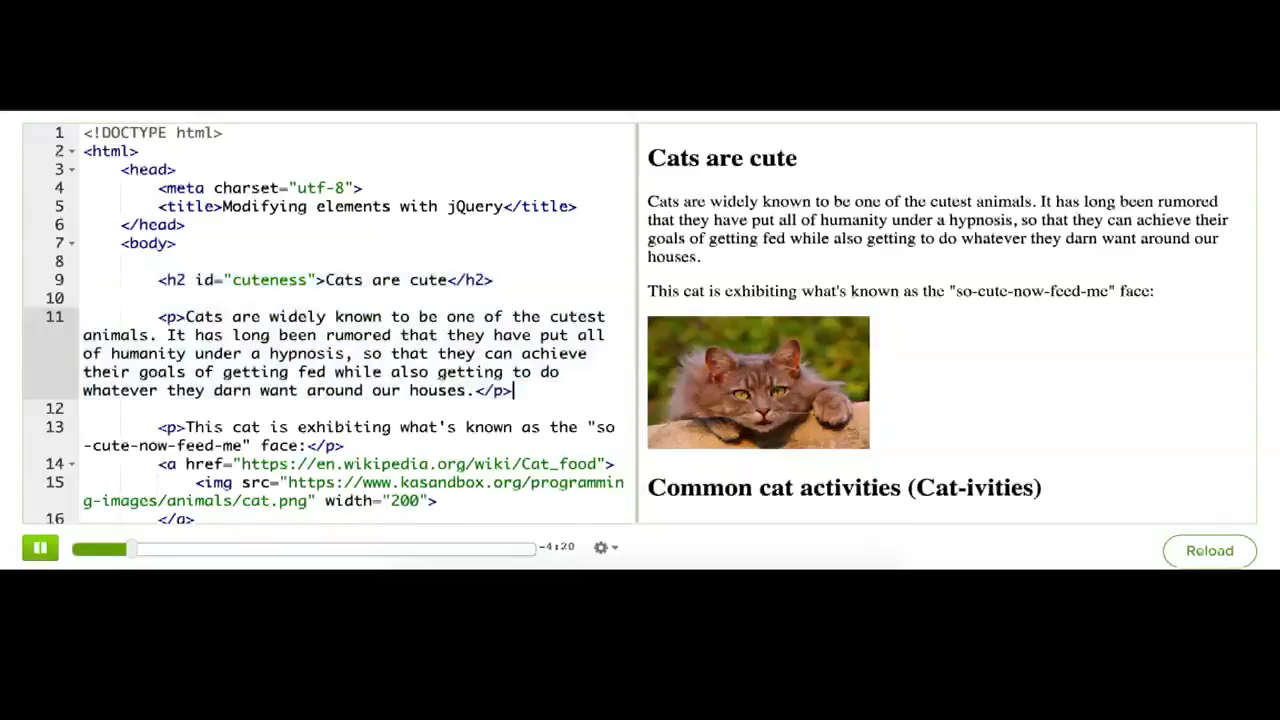 1 <!DOCTYPE html>
2 <html>
3 <head>
4 <meta charset="utf-8">
5 <title>Modifying elements with jQuery</title>
6 </head>
7 <body>
8
9 <h2 id="cuteness">Cats are cute</h2>
10
11 <p>Cats are widely known to be one of the cutest
animals. It has long been rumored that they have put all
of humanity under a hypnosis, so that they can achieve
their goals of getting fed while also getting to do
whatever they darn want around our houses.</p>
12
13 <p>This cat is exhibiting what's known as the "so
-cute-now-feed-me" face:</p>
14 <a href="https://en.wikipedia.org/wiki/Cat_food">
15 <img src="https://www.kasandbox.org/programmin
g-images/animals/cat.png" width="200">
16 </a>
Cats are cute
Cats are widely known to be one of the cutest animals. It has long been rumored
that they have put all of humanity under a hypnosis, so that they can achieve their
goals of getting fed while also getting to do whatever they darn want around our
houses.
This cat is exhibiting what's known as the "so-cute-now-feed-me" face:
Common cat activities (Cat-ivities)
-4:20
Reload